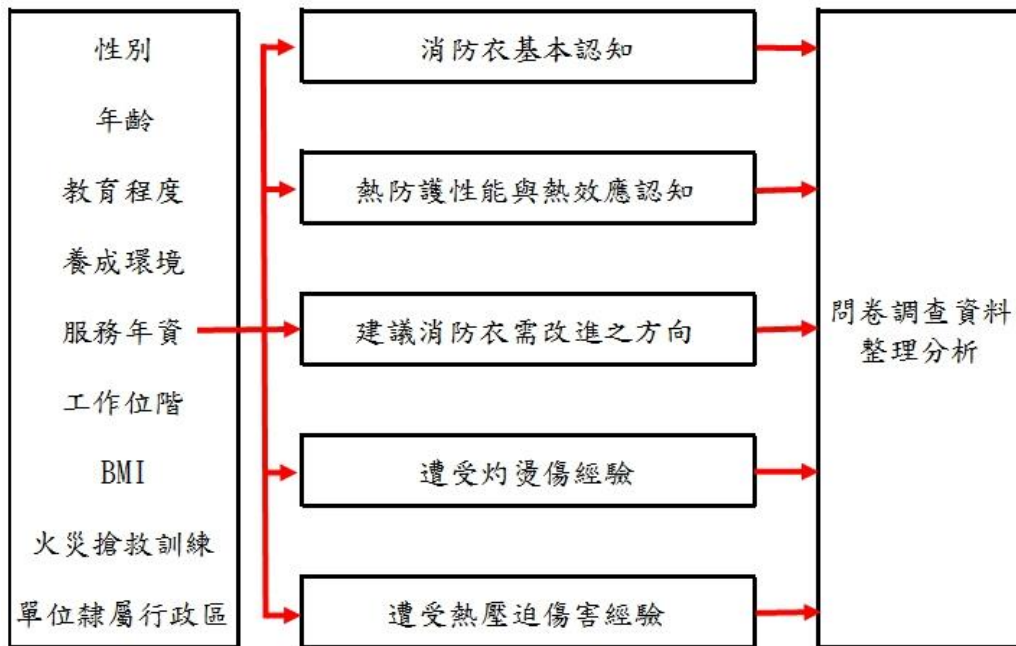 性別
年齡
教育程度
養成環境
服務年資
工作位階
BMI
火災搶救訓練
單位隸屬行政區
消防衣基本認知
熱防護性能與熱效應認知
建議消防衣需改進之方向
遭受灼燙傷經驗
遭受熱壓迫傷害經驗
問卷調查資料
整理分析